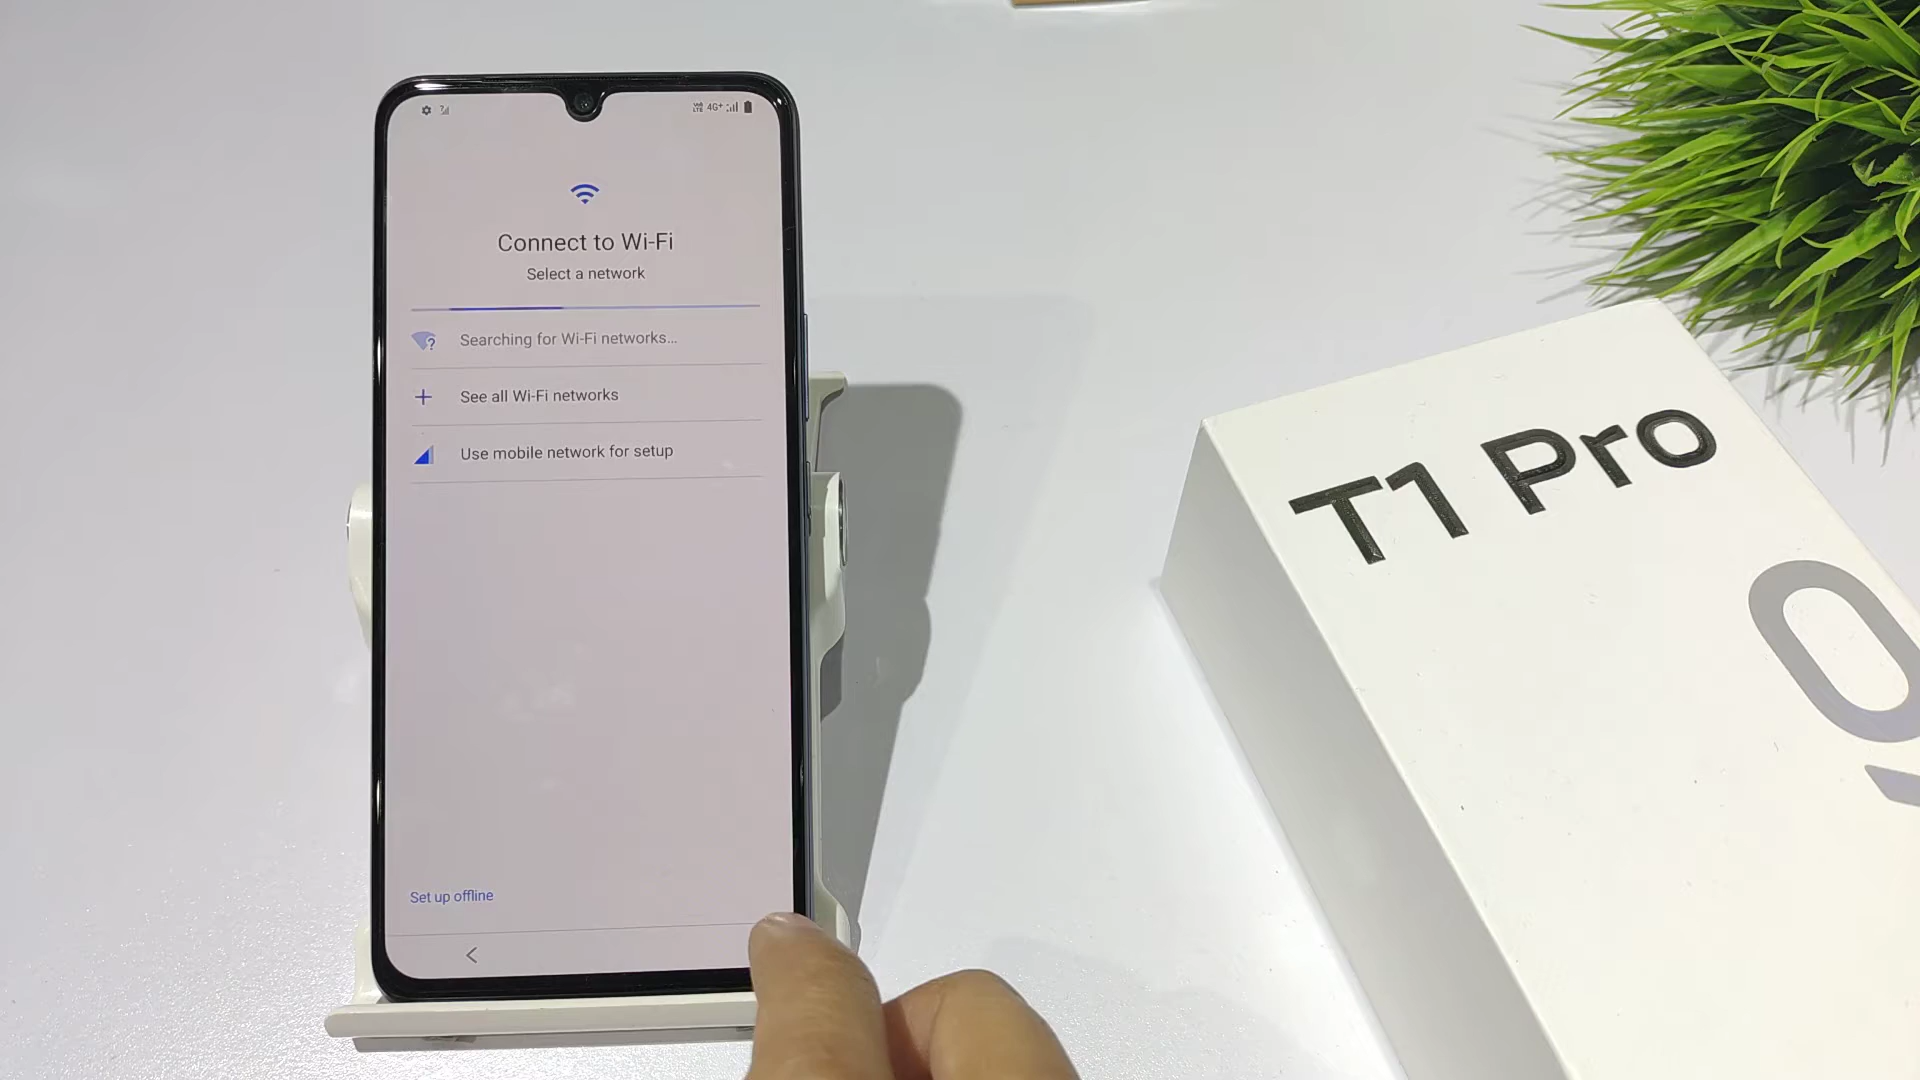 4G+
Connect to Wi-Fi
Select a network
Searching for Wi-Fi networks...
See all Wi-Fi networks
Use mobile network for setup
Set up offline
T1 Pro